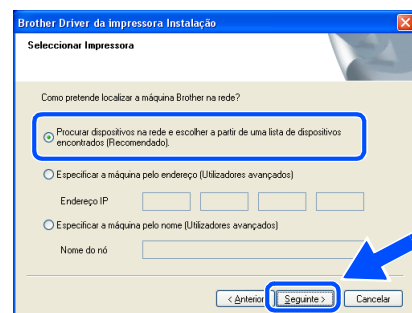 Brother Driver da impressora Instalação
Seleccionar Impressora
Como pretende localizar a máquina Brother na rede?
Procurar dispositivos na rede e escolher a partir de uma lista de dispositivos
encontrados (Recomendado).
Especificar a máquina pelo endereço (Utilizadores avançados)
Endereço IP
Especificar a máquina pelo nome (Utilizadores avançados)
Nome do nó
< Anterior Seguinte > Cancelar